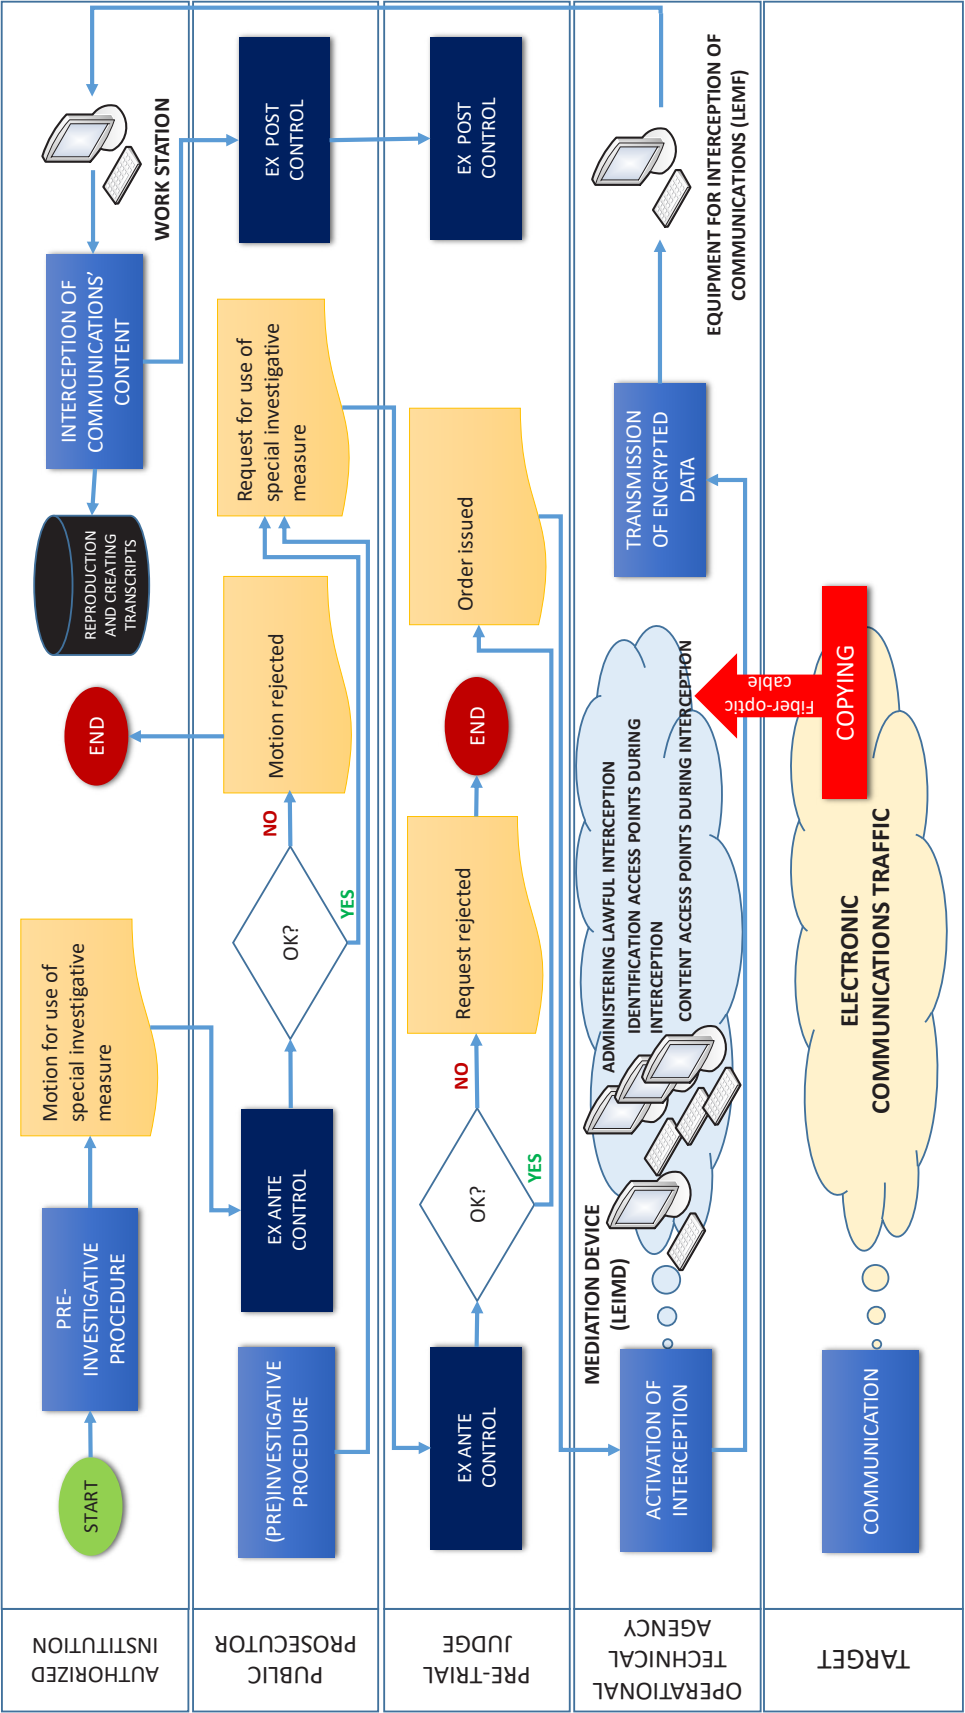 AUTHORIZED
INSTITUTION
START
PRE-
INVESTIGATIVE
PROCEDURE
Motion for use of
special investigative
measure
END
REPRODUCTION
AND CREATING
TRANSCRIPTS
INTERCEPTION OF
COMMUNICATIONS’
CONTENT
WORK STATION
PUBLIC
PROSECUTOR
(PRE)INVESTIGATIVE
PROCEDURE
EX ANTE
CONTROL
OK?
NO
YES
Motion rejected
Request for use of
special investigative
measure
EX POST
CONTROL
PRE-TRIAL
JUDGE
EX ANTE
CONTROL
OK?
NO
YES
Request rejected
END
Order issued
EX POST
CONTROL
OPERATIONAL
TECHNICAL
AGENCY
ACTIVATION OF
INTERCEPTION
MEDIATION DEVICE
(LEIMD)
ADMINISTERING LAWFUL INTERCEPTION
IDENTIFICATION ACCESS POINTS DURING
INTERCEPTION
CONTENT ACCESS POINTS DURING INTERCEPTION
TRANSMISSION
OF ENCRYPTED
DATA
EQUIPMENT FOR INTERCEPTION OF
COMMUNICATIONS (LEMF)
TARGET
COMMUNICATION
ELECTRONIC
COMMUNICATIONS TRAFFIC
COPYING
Fiber-optic
cable